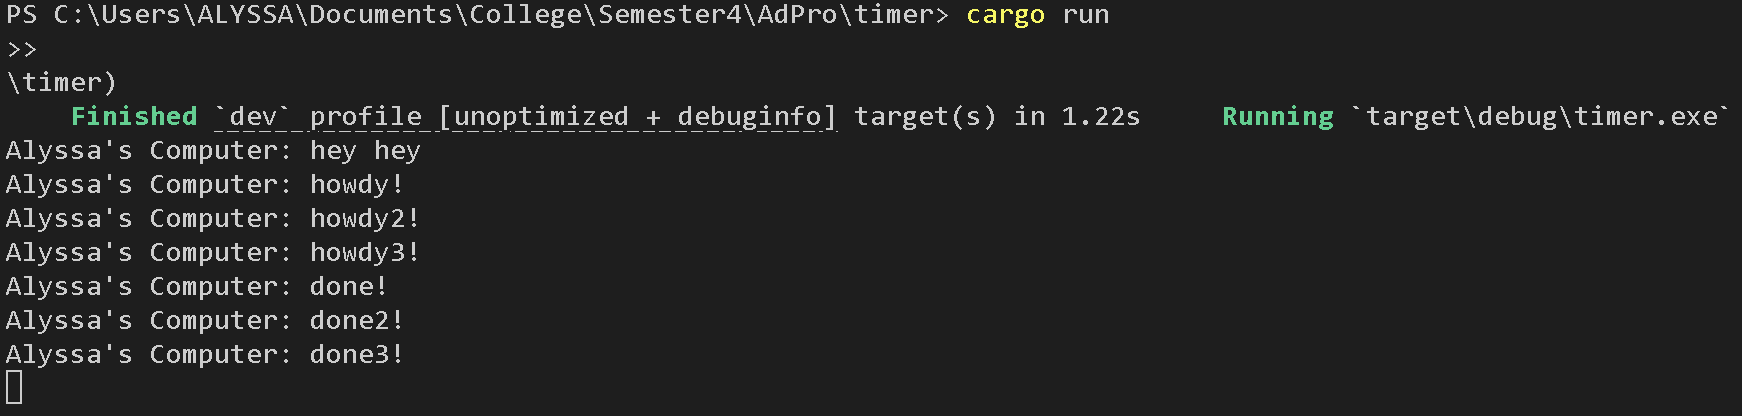 PS C:\Users\ALYSSA\Documents\College\Semester4\AdPro\timer> cargo run
>>
\timer)
    Finished `dev` profile [unoptimized + debuginfo] target(s) in 1.22s     Running `target\debug\timer.exe`
Alyssa's Computer: hey hey
Alyssa's Computer: howdy!
Alyssa's Computer: howdy2!
Alyssa's Computer: howdy3!
Alyssa's Computer: done!
Alyssa's Computer: done2!
Alyssa's Computer: done3!